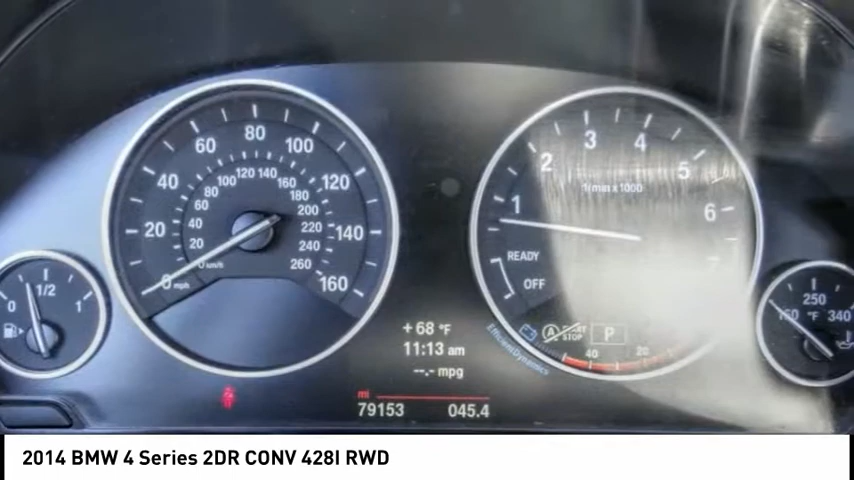 20 40 60 80 100 120 140 160
0 mph
20 40 60 80 100 120 140 160 180 200 220 240 260
km/h
0 1/2 1
1 2 3 4 5 6
1/min x 1000
READY
OFF
A START STOP
P
40 20
EfficientDynamics
250
°F 340
+ 68 °F
11:13 am
--.- mpg
mi
79153 045.4
2014 BMW 4 Series 2DR CONV 428I RWD